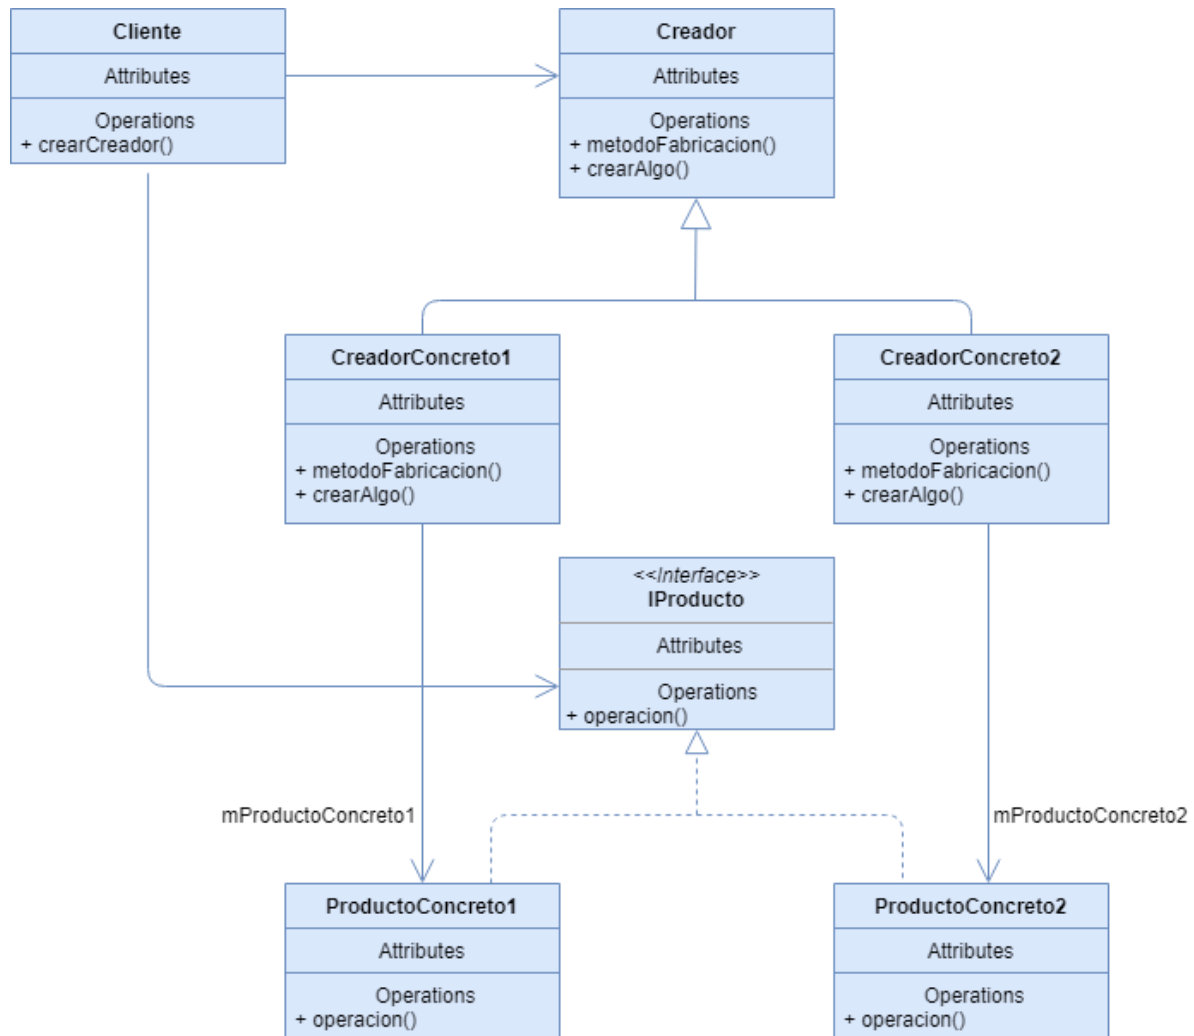 Cliente
Attributes
Operations
+ crearCreador()
Creador
Attributes
Operations
+ metodoFabricacion()
+ crearAlgo()
CreadorConcreto1
Attributes
Operations
+ metodoFabricacion()
+ crearAlgo()
CreadorConcreto2
Attributes
Operations
+ metodoFabricacion()
+ crearAlgo()
<<Interface>>
IProducto
Attributes
Operations
+ operacion()
mProductoConcreto1
mProductoConcreto2
ProductoConcreto1
Attributes
Operations
+ operacion()
ProductoConcreto2
Attributes
Operations
+ operacion()